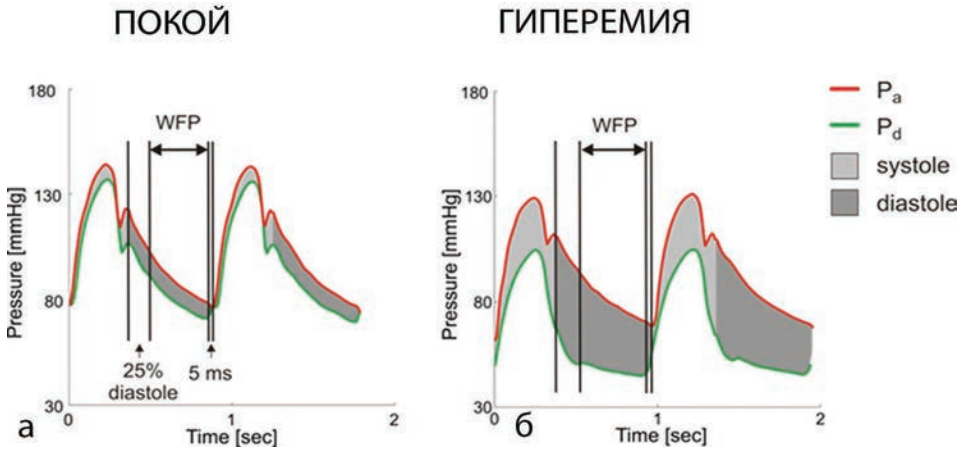 ПОКОЙ
ГИПЕРЕМИЯ
180
130
80
30
Pressure [mmHg]
WFP
25%
diastole
5 ms
0
1
2
Time [sec]
а
180
130
80
30
Pressure [mmHg]
WFP
0
1
2
Time [sec]
б
Pa
Pd
systole
diastole